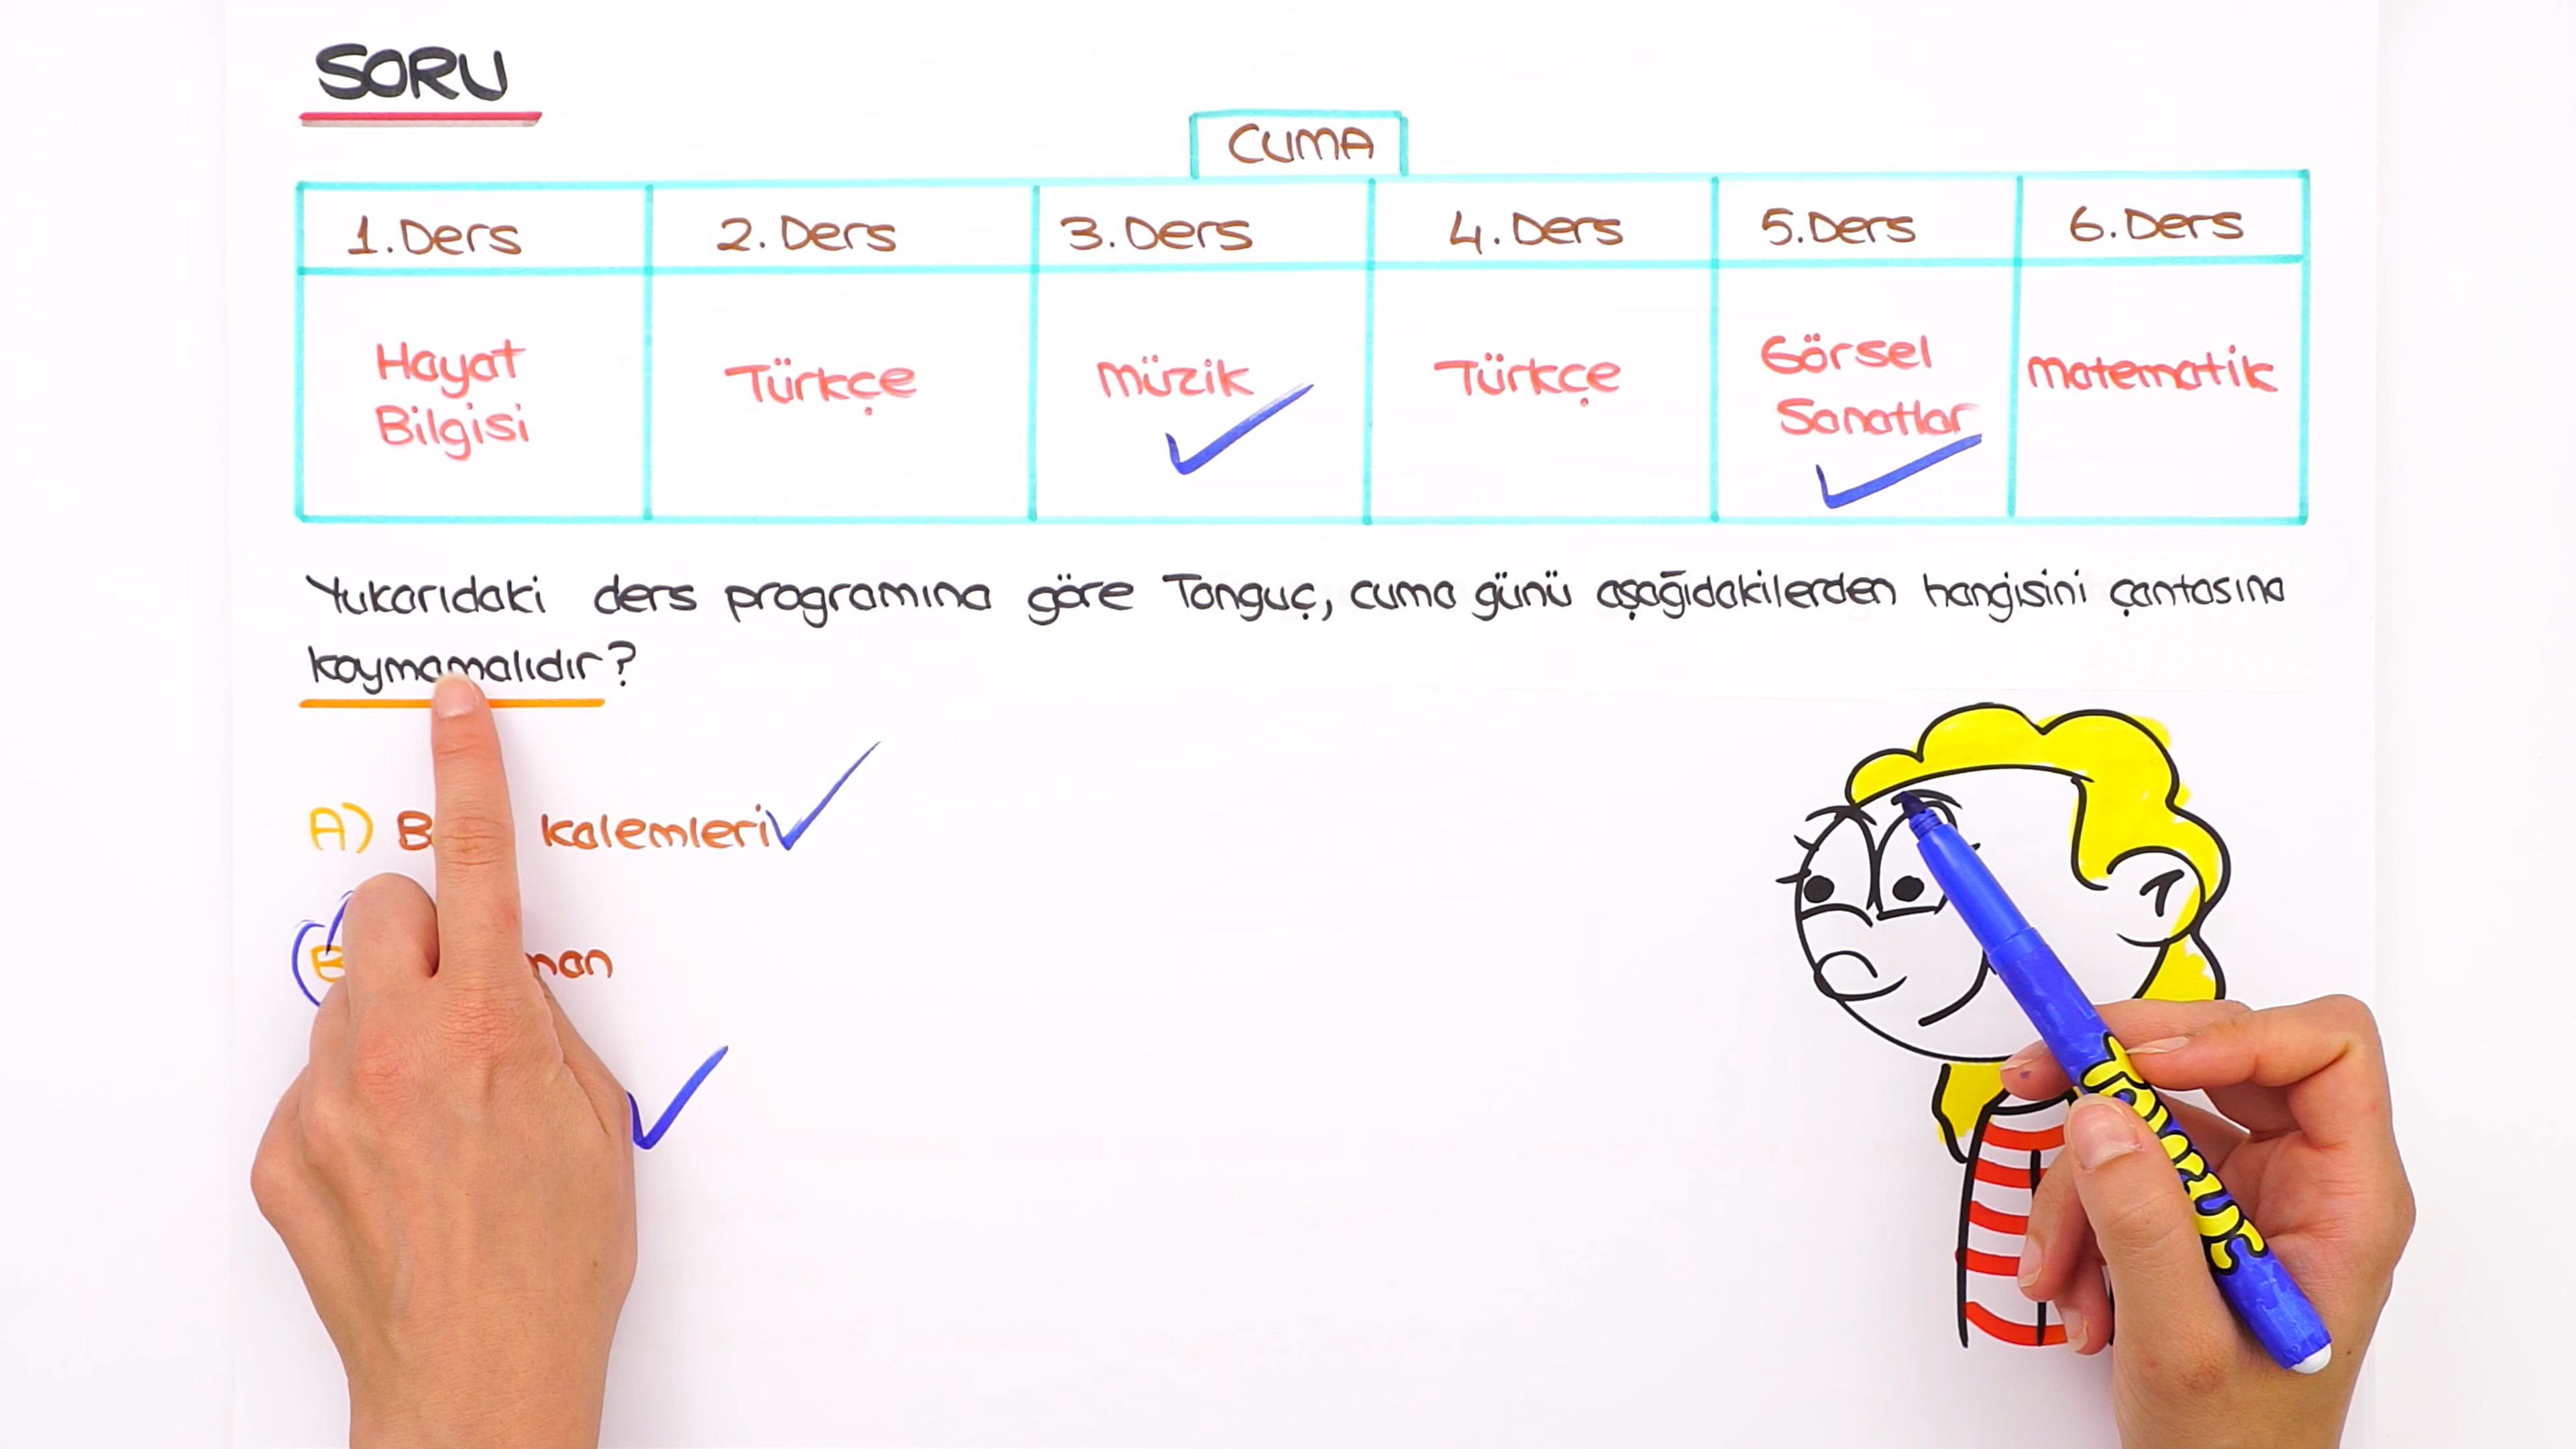 SORU
CUMA
1.Ders 2.Ders 3.Ders 4.Ders 5.Ders 6.Ders
Hayat Bilgisi
Türkçe
Müzik
Türkçe
Görsel Sanatlar
Matematik
Yukarıdaki ders programına göre Tonguç, cuma günü aşağıdakilerden hangisini çantasına
koymamalıdır?
A) kalemleri
Tonguç